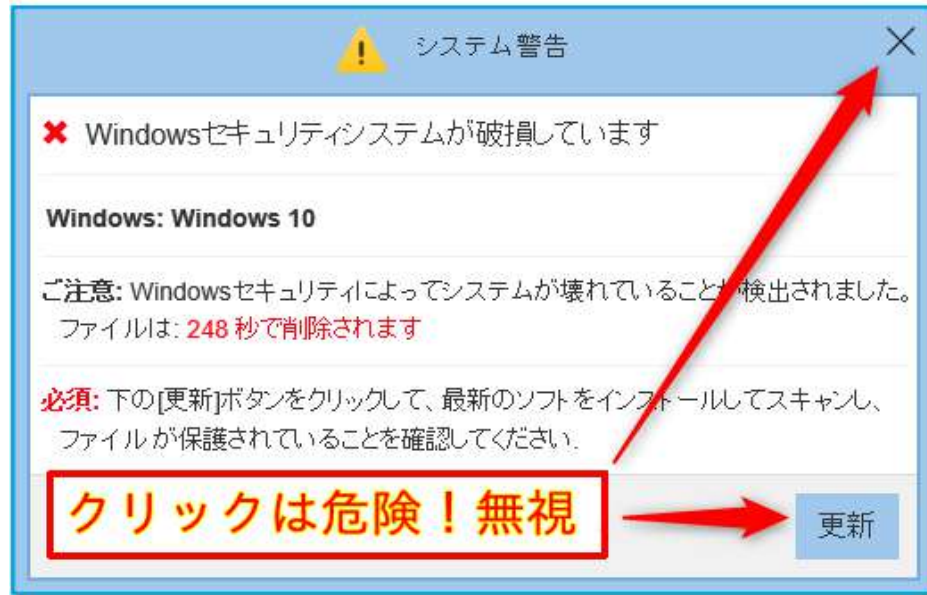 システム警告
Windowsセキュリティシステムが破損しています
Windows: Windows 10
ご注意: Windowsセキュリティによってシステムが壊れていることが検出されました。
ファイルは: 248 秒で削除されます
必須: 下の[更新]ボタンをクリックして、最新のソフトをインストールしてスキャンし、
ファイル が保護されていることを確認してください.
クリックは危険！無視
更新